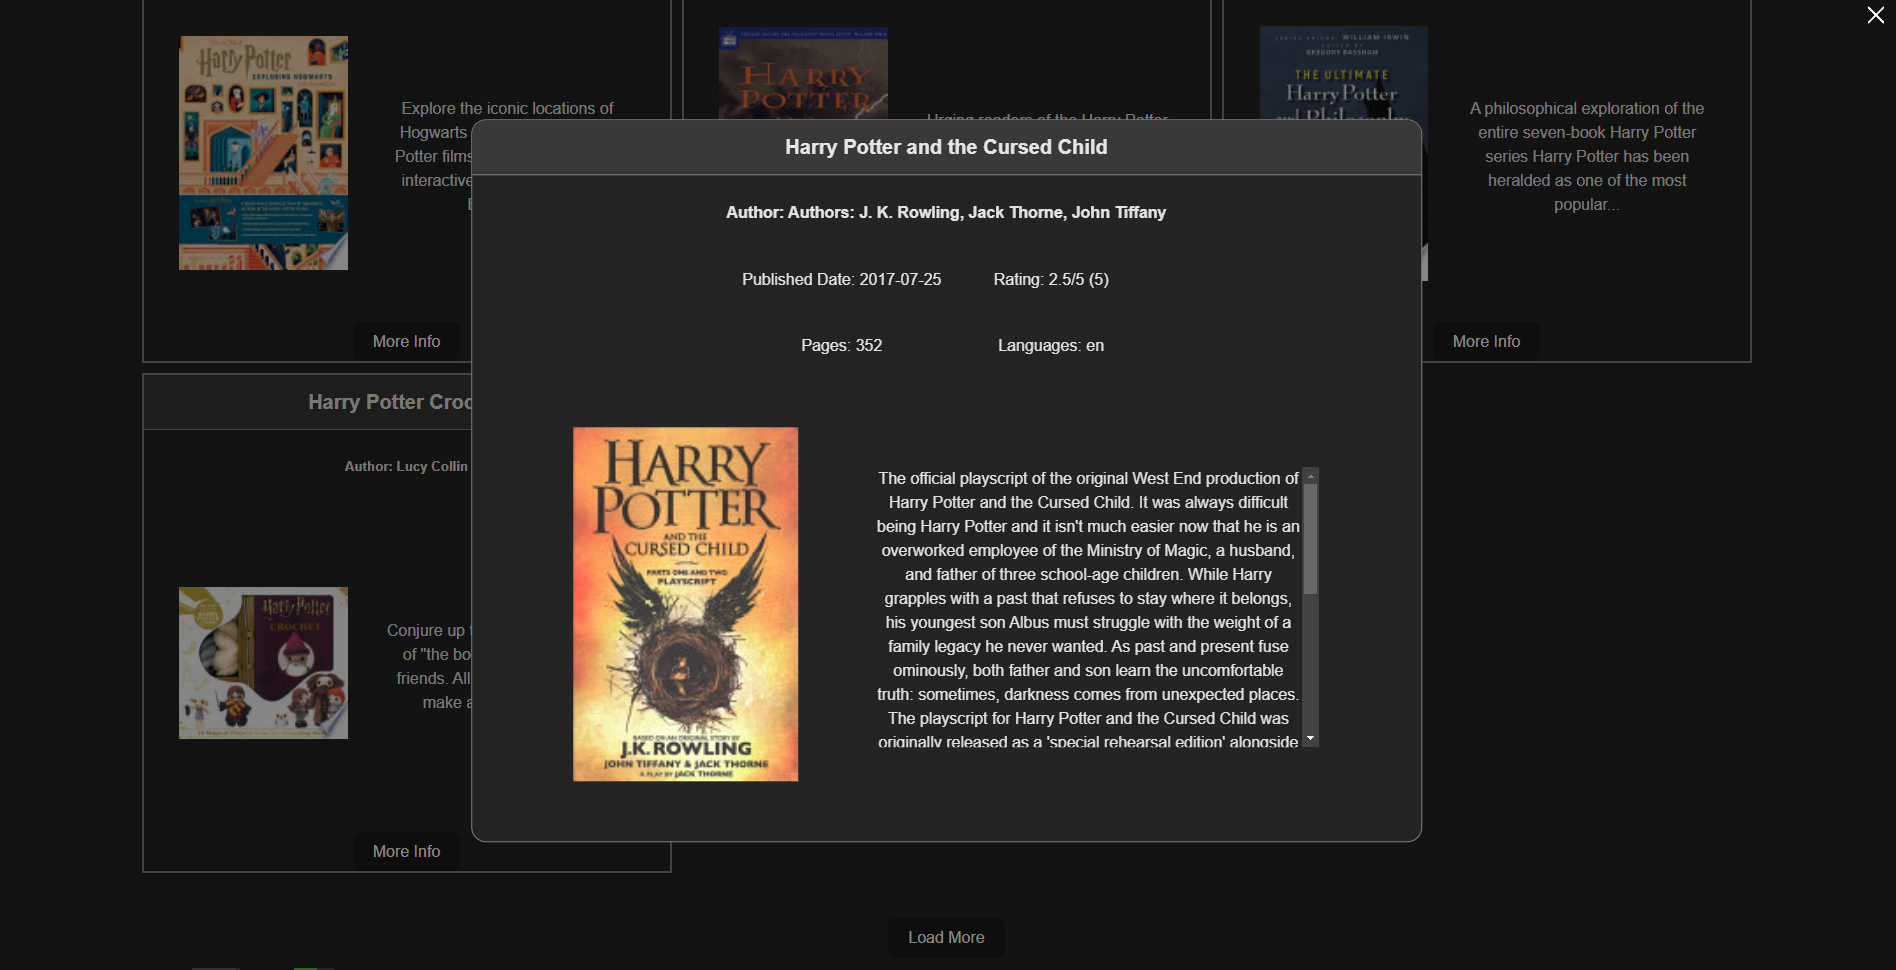 Harry Potter
EXPLORING HOGWARTS
Explore the iconic locations of
Hogwarts
Potter films
interactive
More Info
HARRY
POTTER
Urging readers of the Harry Potter
WILLIAM IRWIN
GREGORY BASSHAM
THE ULTIMATE
Harry Potter
and Philosophy
A philosophical exploration of the
entire seven-book Harry Potter
series Harry Potter has been
heralded as one of the most
popular...
More Info
Harry Potter and the Cursed Child
Author: Authors: J. K. Rowling, Jack Thorne, John Tiffany
Published Date: 2017-07-25
Rating: 2.5/5 (5)
Pages: 352
Languages: en
HARRY
POTTER
AND THE
CURSED CHILD
PARTS ONE AND TWO
PLAYSCRIPT
BASED ON AN ORIGINAL STORY BY
J.K. ROWLING
JOHN TIFFANY & JACK THORNE
A PLAY BY JACK THORNE
The official playscript of the original West End production of
Harry Potter and the Cursed Child. It was always difficult
being Harry Potter and it isn't much easier now that he is an
overworked employee of the Ministry of Magic, a husband,
and father of three school-age children. While Harry
grapples with a past that refuses to stay where it belongs,
his youngest son Albus must struggle with the weight of a
family legacy he never wanted. As past and present fuse
ominously, both father and son learn the uncomfortable
truth: sometimes, darkness comes from unexpected places.
The playscript for Harry Potter and the Cursed Child was
originally released as a 'special rehearsal edition' alongside
Harry Potter Croc
Author: Lucy Collin
Harry Potter
CROCHET
Conjure up
of "the bo
friends. All
make a
More Info
Load More